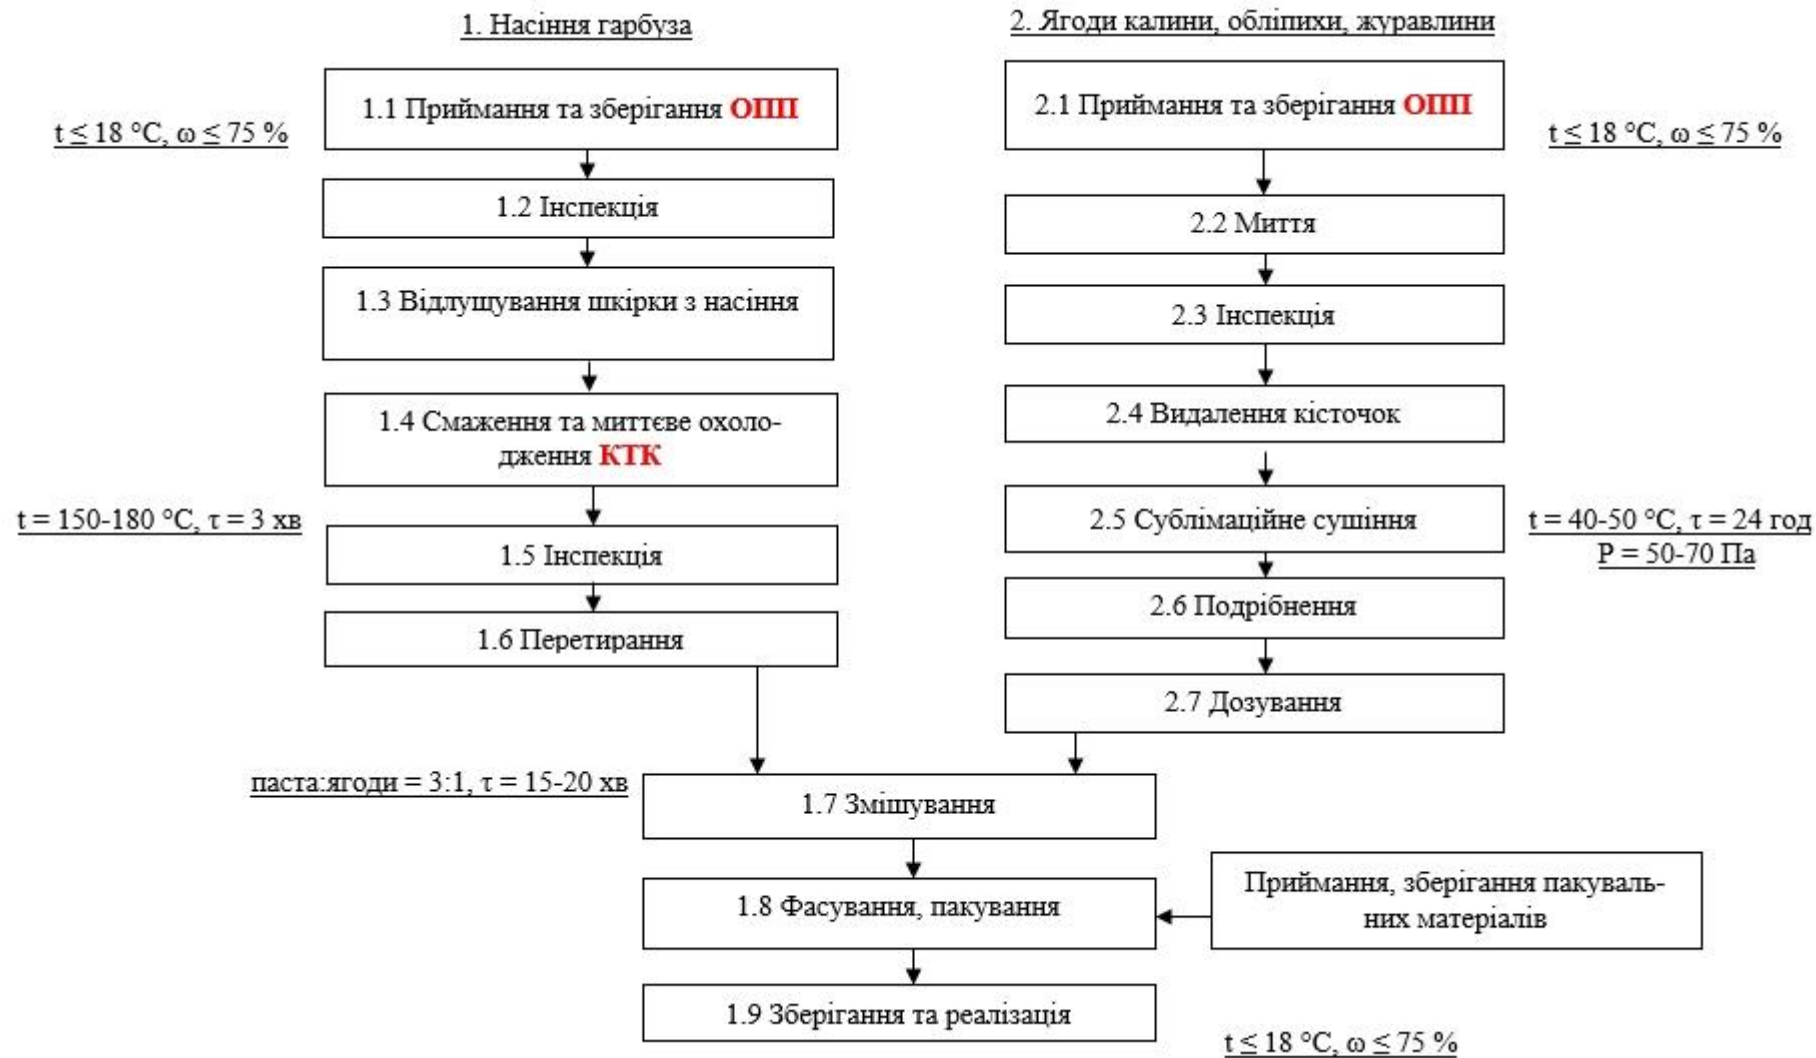 1. Насіння гарбуза
1.1 Приймання та зберігання ОПП
t ≤ 18 °C, ω ≤ 75 %
1.2 Інспекція
1.3 Відлущування шкірки з насіння
1.4 Смаження та миттєве охоло-
дження КТК
t = 150-180 °C, τ = 3 хв
1.5 Інспекція
1.6 Перетирання
2. Ягоди калини, обліпихи, журавлини
2.1 Приймання та зберігання ОПП
t ≤ 18 °C, ω ≤ 75 %
2.2 Миття
2.3 Інспекція
2.4 Видалення кісточок
2.5 Сублімаційне сушіння
t = 40-50 °C, τ = 24 год
P = 50-70 Па
2.6 Подрібнення
2.7 Дозування
паста:ягоди = 3:1, τ = 15-20 хв
1.7 Змішування
1.8 Фасування, пакування
Приймання, зберігання пакуваль-
них матеріалів
1.9 Зберігання та реалізація
t ≤ 18 °C, ω ≤ 75 %